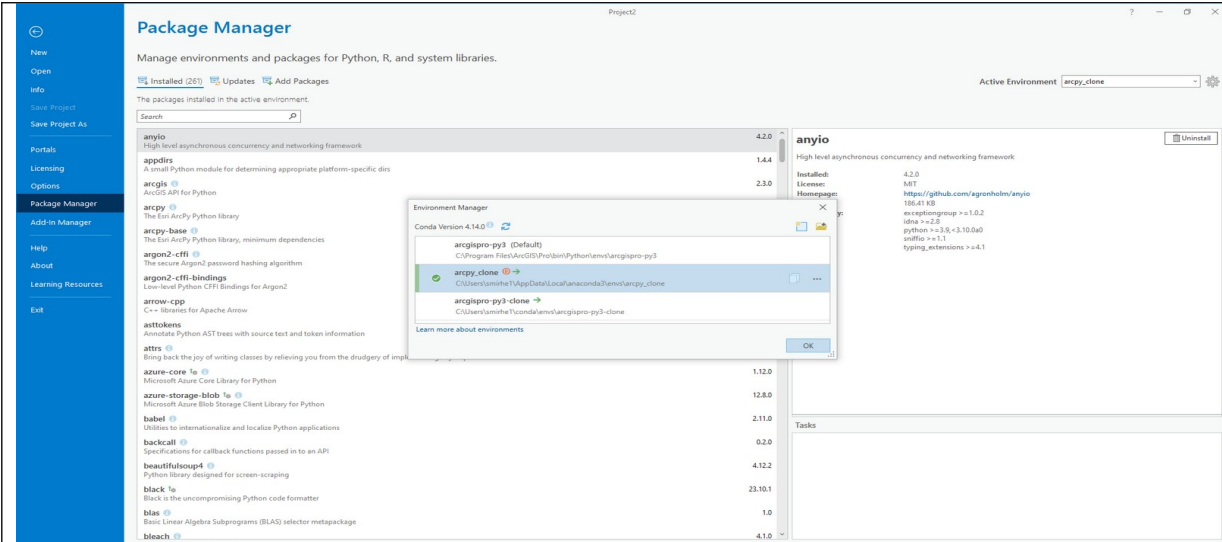 Project2
?
Package Manager
New
Open
Info
Save Project
Save Project As
Portals
Licensing
Options
Package Manager
Add-In Manager
Help
About
Learning Resources
Exit
Manage environments and packages for Python, R, and system libraries.
Installed (261) Updates Add Packages
Active Environment arcpy_clone
The packages installed in the active environment.
Search
anyio 4.2.0
High level asynchronous concurrency and networking framework
appdirs 1.4.4
A small Python module for determining appropriate platform-specific dirs
arcgis 2.3.0
ArcGIS API for Python
arcpy
The Esri ArcPy Python library
arcpy-base
The Esri ArcPy Python library, minimum dependencies
argon2-cffi
The secure Argon2 password hashing algorithm
argon2-cffi-bindings
Low-level Python CFFI Bindings for Argon2
arrow-cpp
C++ libraries for Apache Arrow
asttokens
Annotate Python AST trees with source text and token information
attrs
Bring back the joy of writing classes by relieving you from the drudgery of
azure-core 1.12.0
Microsoft Azure Core Library for Python
azure-storage-blob 12.8.0
Microsoft Azure Blob Storage Client Library for Python
babel 2.11.0
Utilities to internationalize and localize Python applications
backcall 0.2.0
Specifications for callback functions passed in to an API
beautifulsoup4 4.12.2
Python library designed for screen-scraping
black 23.10.1
Black is the uncompromising Python code formatter
blas 1.0
Basic Linear Algebra Subprograms (BLAS) selector metapackage
bleach 4.1.0
Environment Manager
Conda Version 4.14.0
arcgispro-py3 (Default)
C:\Program Files\ArcGIS\Pro\bin\Python\envs\arcgispro-py3
arcpy_clone
C:\Users\smirhe1\AppData\Local\anaconda3\envs\arcpy_clone
arcgispro-py3-clone
C:\Users\smirhe1\conda\envs\arcgispro-py3-clone
Learn more about environments
OK
anyio
Uninstall
High level asynchronous concurrency and networking framework
Installed: 4.2.0
License: MIT
Homepage: https://github.com/agronholm/anyio
186.41 KB
exceptiongroup >=1.0.2
idna >=2.8
python >=3.9,<3.10.0a0
sniffio >=1.1
typing_extensions >=4.1
Tasks